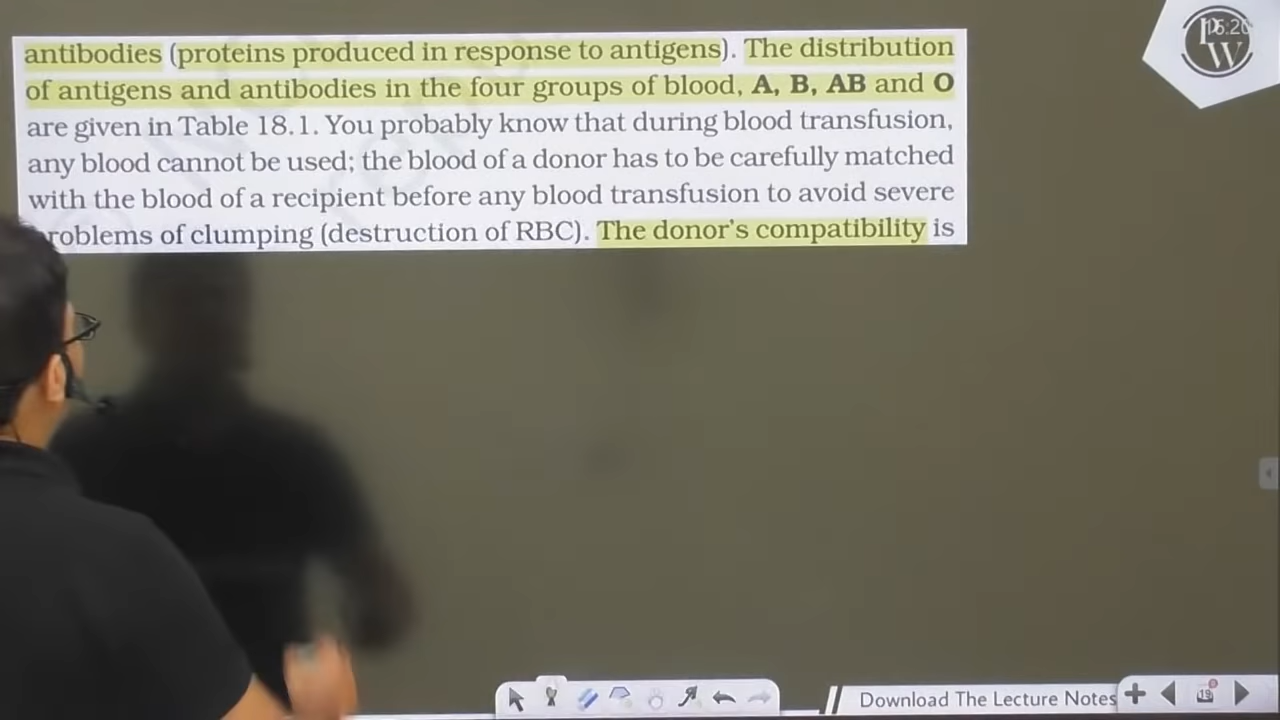 antibodies (proteins produced in response to antigens). The distribution
of antigens and antibodies in the four groups of blood, A, B, AB and O
are given in Table 18.1. You probably know that during blood transfusion,
any blood cannot be used; the blood of a donor has to be carefully matched
with the blood of a recipient before any blood transfusion to avoid severe
roblems of clumping (destruction of RBC). The donor's compatibility is
W
Download The Lecture Notes
19